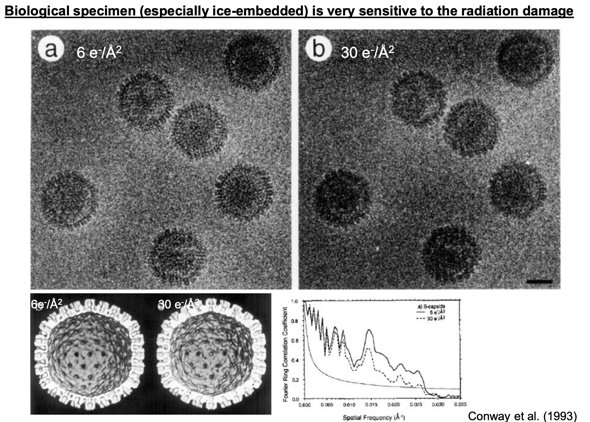 Biological specimen (especially ice-embedded) is very sensitive to the radiation damage
a 6 e-/Å2
b 30 e-/Å2
6e-/Å2
30 e-/Å2
Fourier Ring Correlation Coefficient
1.0
0.8
0.6
0.4
0.2
0.0
a) B-capsids
6 e-/Å2
30 e-/Å2
0.000 0.005 0.010 0.015 0.020 0.025 0.030 0.035
Spatial Frequency (Å-1)
Conway et al. (1993)